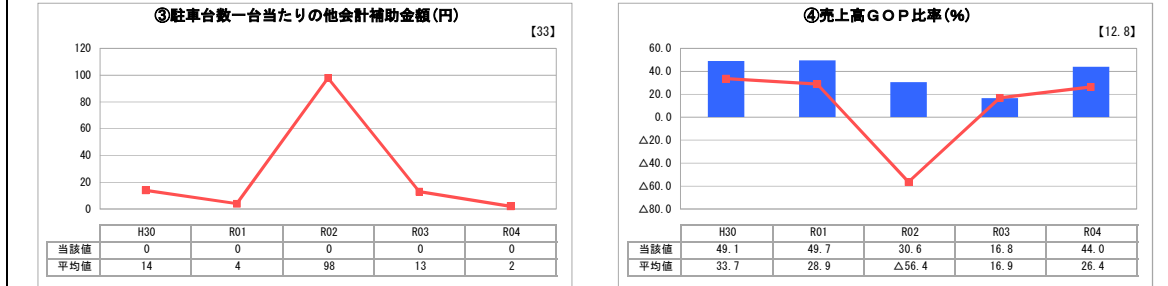 ③駐車台数一台当たりの他会計補助金額(円)
【33】
120
100
80
60
40
20
0
H30 R01 R02 R03 R04
当該値 0 0 0 0 0
平均値 14 4 98 13 2
④売上高GOP比率(%)
【12.8】
60.0
40.0
20.0
0.0
△20.0
△40.0
△60.0
△80.0
H30 R01 R02 R03 R04
当該値 49.1 49.7 30.6 16.8 44.0
平均値 33.7 28.9 △56.4 16.9 26.4